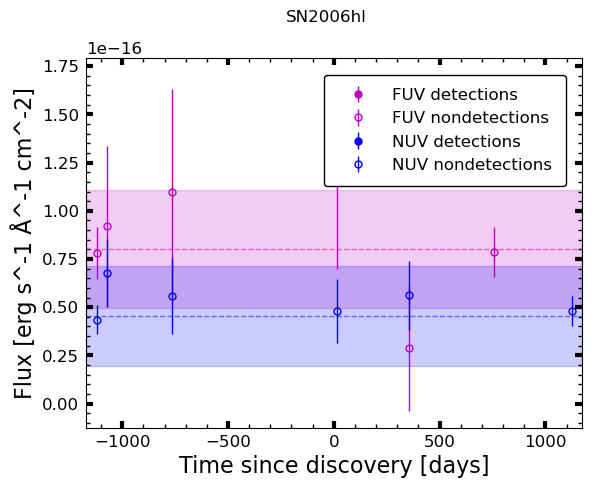 SN2006hl
1e−16
1.75
1.50
1.25
1.00
0.75
0.50
0.25
0.00
Flux [erg s^-1 Å^-1 cm^-2]
FUV detections
FUV nondetections
NUV detections
NUV nondetections
−1000
−500
0
500
1000
Time since discovery [days]